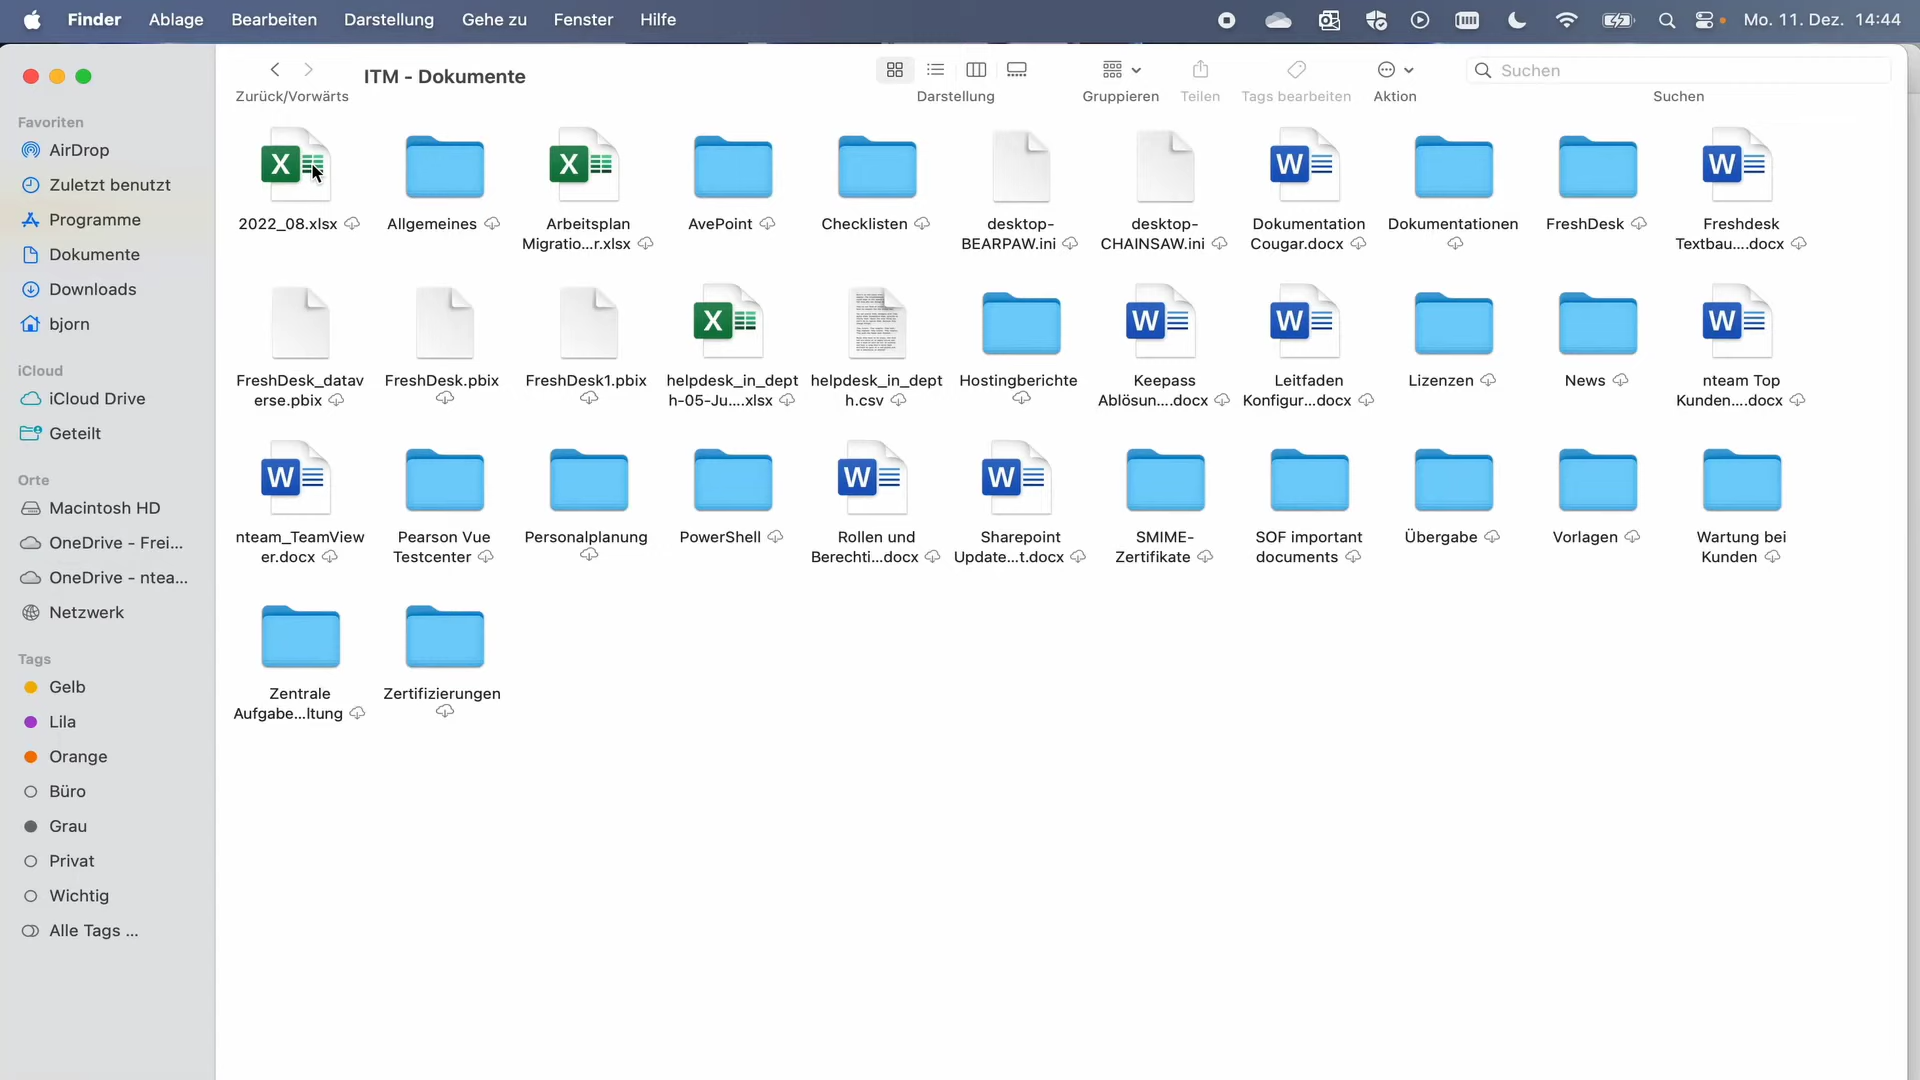 Finder Ablage Bearbeiten Darstellung Gehe zu Fenster Hilfe
Mo. 11. Dez. 14:44
ITM - Dokumente
Zurück/Vorwärts
Darstellung
Gruppieren
Teilen
Tags bearbeiten
Aktion
Suchen
Suchen
Favoriten
AirDrop
Zuletzt benutzt
Programme
Dokumente
Downloads
bjorn
iCloud
iCloud Drive
Geteilt
Orte
Macintosh HD
OneDrive - Frei...
OneDrive - ntea...
Netzwerk
Tags
Gelb
Lila
Orange
Büro
Grau
Privat
Wichtig
Alle Tags ...
2022_08.xlsx
Allgemeines
Arbeitsplan
Migratio...r.xlsx
AvePoint
Checklisten
desktop-
BEARPAW.ini
desktop-
CHAINSAW.ini
Dokumentation
Cougar.docx
Dokumentationen
FreshDesk
Freshdesk
Textbau....docx
FreshDesk_datav
erse.pbix
FreshDesk.pbix
FreshDesk1.pbix
helpdesk_in_dept
h-05-Ju....xlsx
helpdesk_in_dept
h.csv
Hostingberichte
Keepass
Ablösun....docx
Leitfaden
Konfigur...docx
Lizenzen
News
nteam Top
Kunden....docx
nteam_TeamView
er.docx
Pearson Vue
Testcenter
Personalplanung
PowerShell
Rollen und
Berechti...docx
Sharepoint
Update...t.docx
SMIME-
Zertifikate
SOF important
documents
Übergabe
Vorlagen
Wartung bei
Kunden
Zentrale
Aufgabe...ltung
Zertifizierungen